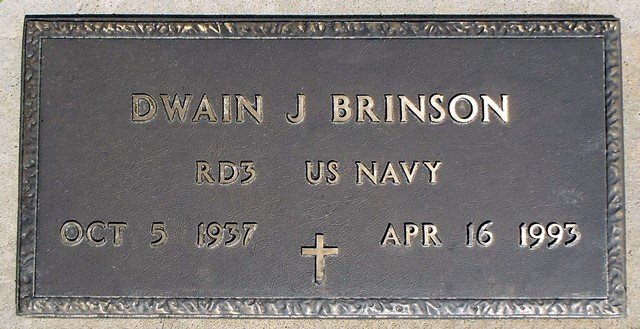 DWAIN J BRINSON
RD3 US NAVY
OCT 5 1937 APR 16 1993